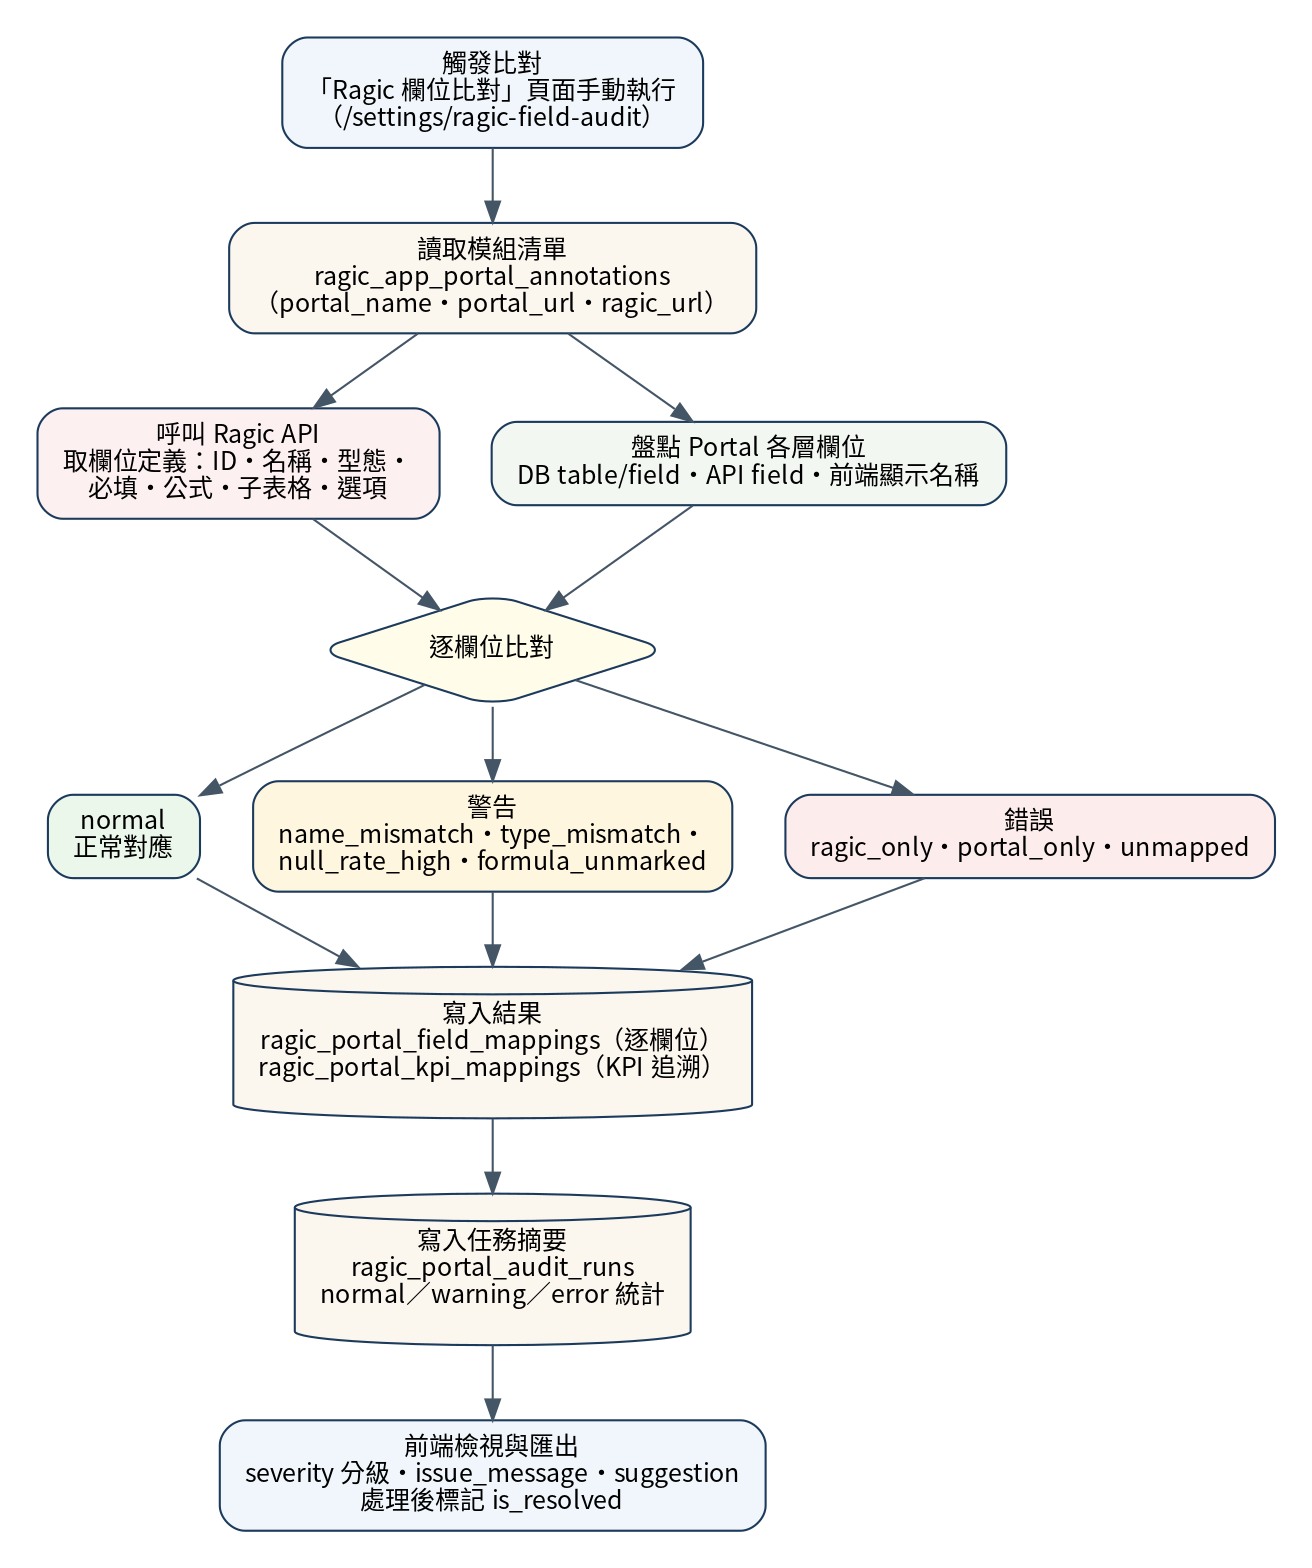 觸發比對
「Ragic 欄位比對」頁面手動執行
（/settings/ragic-field-audit）
讀取模組清單
ragic_app_portal_annotations
（portal_name・portal_url・ragic_url）
呼叫 Ragic API
取欄位定義：ID・名稱・型態・
必填・公式・子表格・選項
盤點 Portal 各層欄位
DB table/field・API field・前端顯示名稱
逐欄位比對
normal
正常對應
警告
name_mismatch・type_mismatch・
null_rate_high・formula_unmarked
錯誤
ragic_only・portal_only・unmapped
寫入結果
ragic_portal_field_mappings（逐欄位）
ragic_portal_kpi_mappings（KPI 追溯）
寫入任務摘要
ragic_portal_audit_runs
normal／warning／error 統計
前端檢視與匯出
severity 分級・issue_message・suggestion
處理後標記 is_resolved